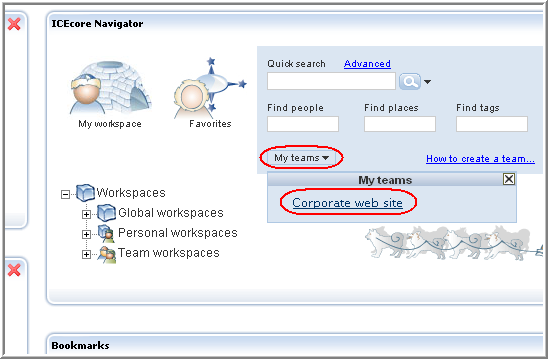 ICEcore Navigator
Quick search Advanced
Find people Find places Find tags
My workspace Favorites
My teams How to create a team...
My teams
Corporate web site
Workspaces
Global workspaces
Personal workspaces
Team workspaces
Bookmarks